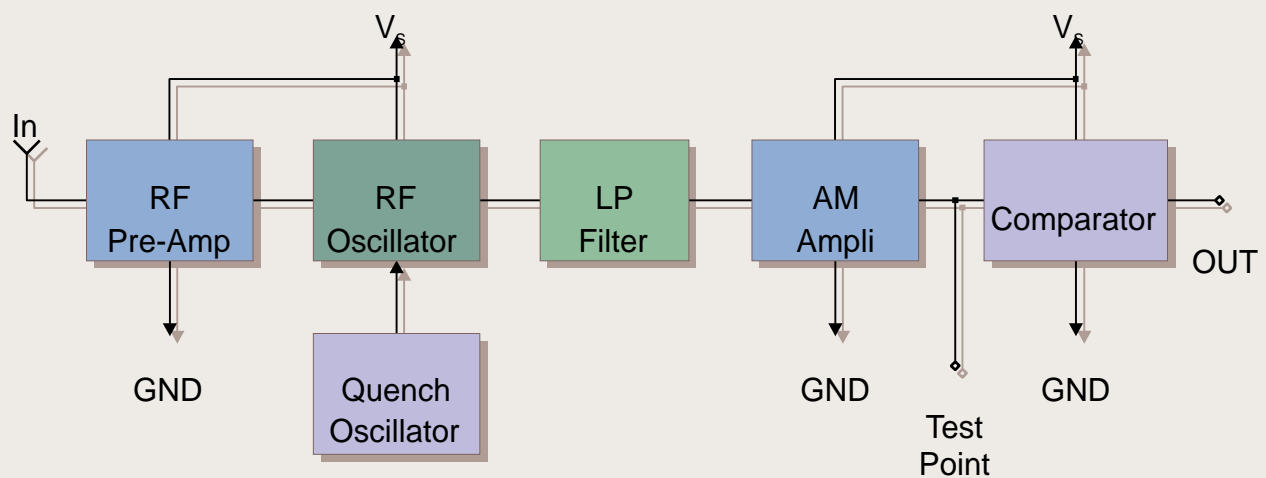 Vs
Vs
In
RF
Pre-Amp
RF
Oscillator
LP
Filter
AM
Ampli
Comparator
OUT
GND
Quench
Oscillator
GND
GND
Test
Point